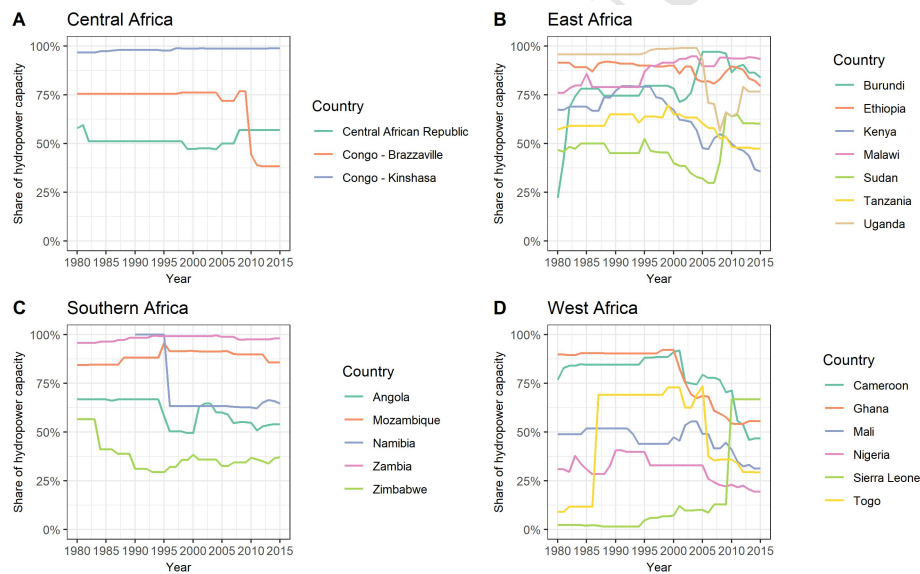 A Central Africa
Share of hydropower capacity
100%
75%
50%
25%
0%
1980 1985 1990 1995 2000 2005 2010 2015
Year
Country
Central African Republic
Congo - Brazzaville
Congo - Kinshasa
B East Africa
Share of hydropower capacity
100%
75%
50%
25%
0%
1980 1985 1990 1995 2000 2005 2010 2015
Year
Country
Burundi
Ethiopia
Kenya
Malawi
Sudan
Tanzania
Uganda
C Southern Africa
Share of hydropower capacity
100%
75%
50%
25%
0%
1980 1985 1990 1995 2000 2005 2010 2015
Year
Country
Angola
Mozambique
Namibia
Zambia
Zimbabwe
D West Africa
Share of hydropower capacity
100%
75%
50%
25%
0%
1980 1985 1990 1995 2000 2005 2010 2015
Year
Country
Cameroon
Ghana
Mali
Nigeria
Sierra Leone
Togo